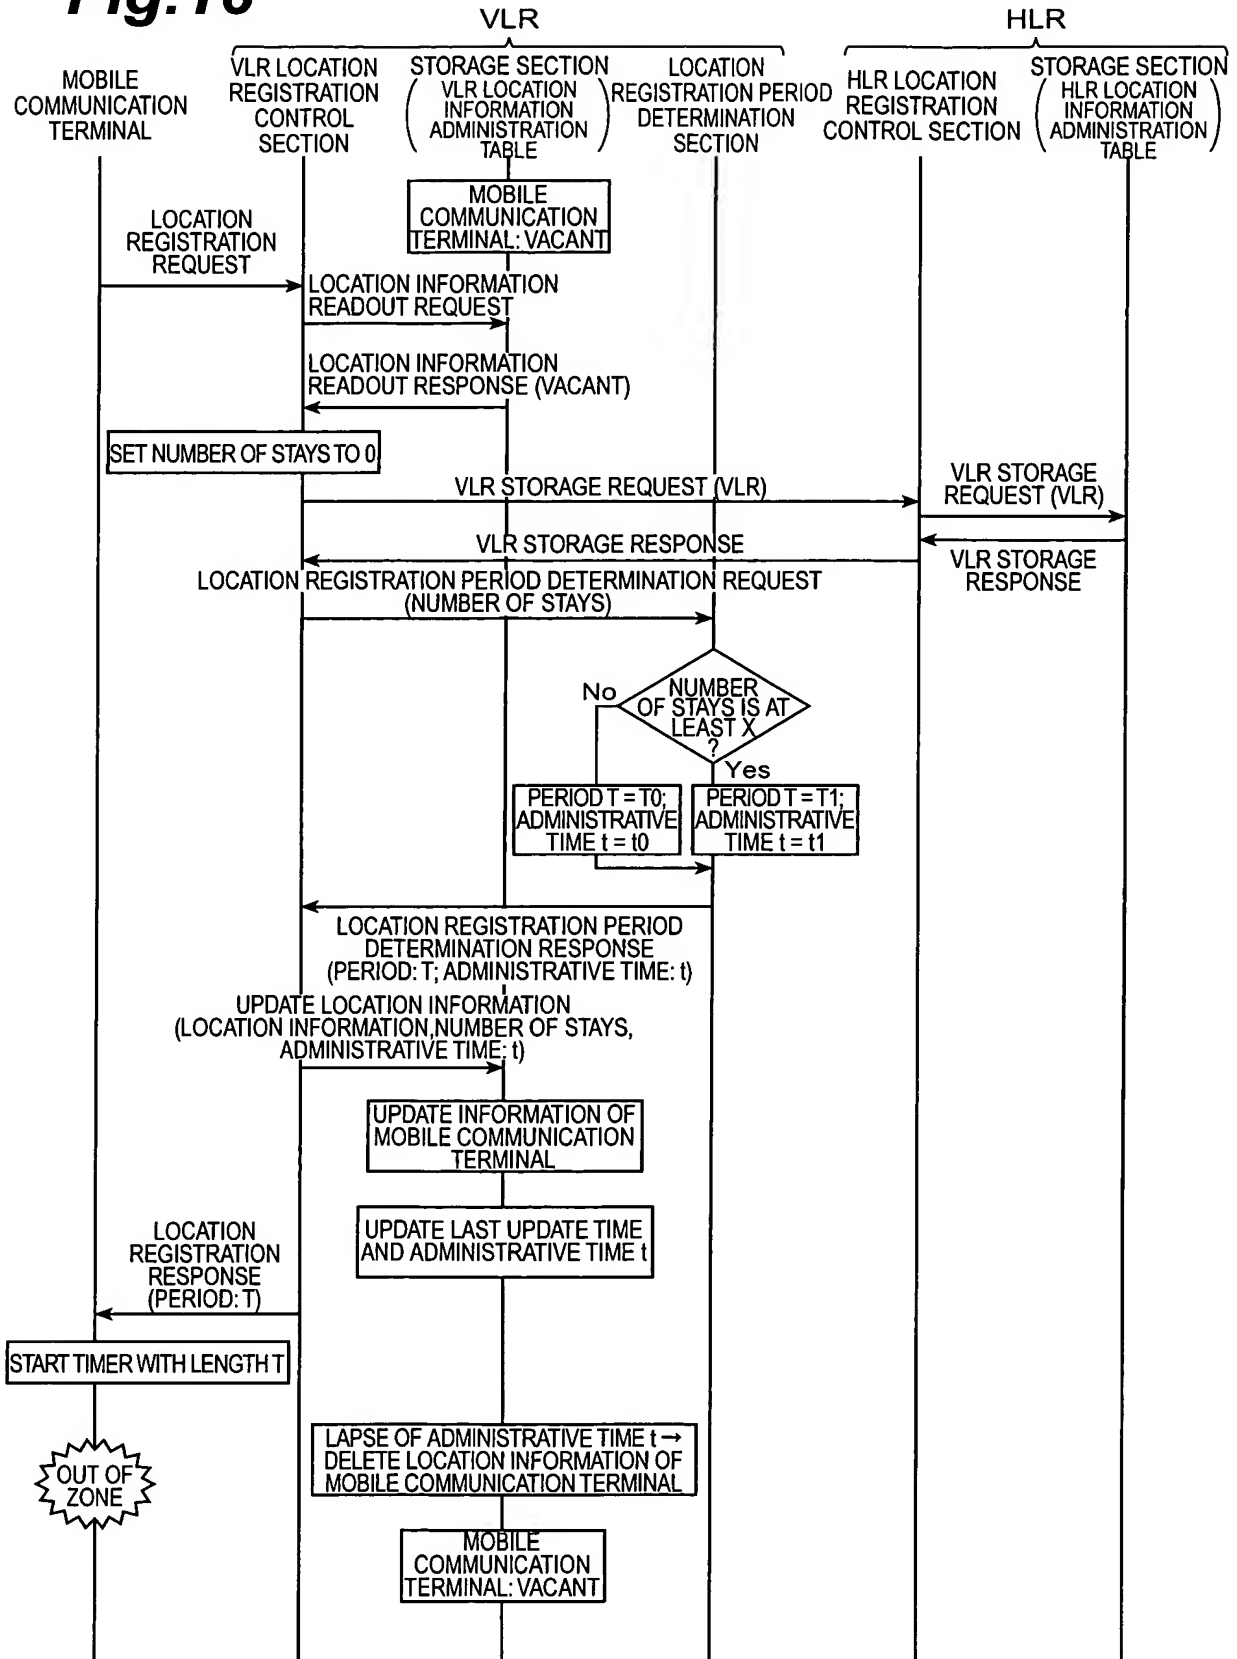 Fig.16
VLR
HLR
MOBILE
COMMUNICATION
TERMINAL
VLR LOCATION
REGISTRATION
CONTROL
SECTION
STORAGE SECTION
(VLR LOCATION
INFORMATION
ADMINISTRATION
TABLE)
LOCATION
REGISTRATION PERIOD
DETERMINATION
SECTION
HLR LOCATION
REGISTRATION
CONTROL SECTION
STORAGE SECTION
(HLR LOCATION
INFORMATION
ADMINISTRATION
TABLE)
MOBILE
COMMUNICATION
TERMINAL: VACANT
LOCATION
REGISTRATION
REQUEST
LOCATION INFORMATION
READOUT REQUEST
LOCATION INFORMATION
READOUT RESPONSE (VACANT)
SET NUMBER OF STAYS TO 0
VLR STORAGE REQUEST (VLR)
VLR STORAGE
REQUEST (VLR)
VLR STORAGE RESPONSE
VLR STORAGE
RESPONSE
LOCATION REGISTRATION PERIOD DETERMINATION REQUEST
(NUMBER OF STAYS)
NUMBER
OF STAYS IS AT
LEAST X
?
No
Yes
PERIOD T = T0;
ADMINISTRATIVE
TIME t = t0
PERIOD T = T1;
ADMINISTRATIVE
TIME t = t1
LOCATION REGISTRATION PERIOD
DETERMINATION RESPONSE
(PERIOD: T; ADMINISTRATIVE TIME: t)
UPDATE LOCATION INFORMATION
(LOCATION INFORMATION,NUMBER OF STAYS,
ADMINISTRATIVE TIME: t)
UPDATE INFORMATION OF
MOBILE COMMUNICATION
TERMINAL
UPDATE LAST UPDATE TIME
AND ADMINISTRATIVE TIME t
LOCATION
REGISTRATION
RESPONSE
(PERIOD: T)
START TIMER WITH LENGTH T
LAPSE OF ADMINISTRATIVE TIME t →
DELETE LOCATION INFORMATION OF
MOBILE COMMUNICATION TERMINAL
OUT OF
ZONE
MOBILE
COMMUNICATION
TERMINAL: VACANT